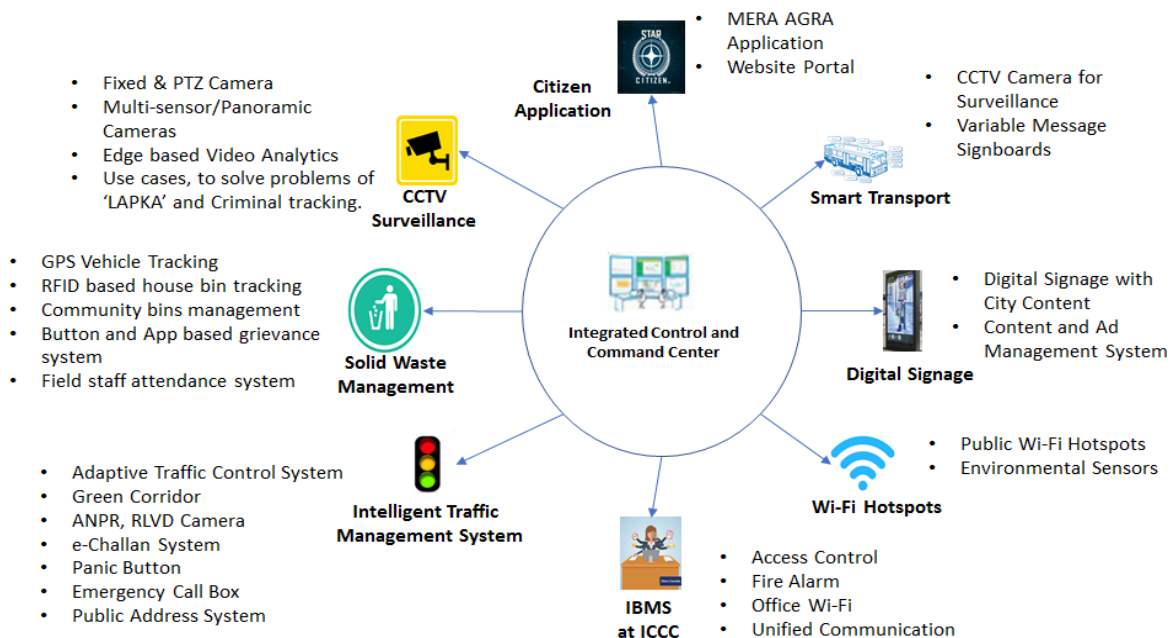 • MERA AGRA
Application
• Website Portal
STAR
CITIZEN
Citizen
Application
• Fixed & PTZ Camera
• Multi-sensor/Panoramic
Cameras
• Edge based Video Analytics
• Use cases, to solve problems of
'LAPKA' and Criminal tracking.
CCTV
Surveillance
• CCTV Camera for
Surveillance
• Variable Message
Signboards
Smart Transport
• GPS Vehicle Tracking
• RFID based house bin tracking
• Community bins management
• Button and App based grievance
system
• Field staff attendance system
Solid Waste
Management
Integrated Control and
Command Center
• Digital Signage with
City Content
• Content and Ad
Management System
Digital Signage
• Adaptive Traffic Control System
• Green Corridor
• ANPR, RLVD Camera
• e-Challan System
• Panic Button
• Emergency Call Box
• Public Address System
Intelligent Traffic
Management System
• Public Wi-Fi Hotspots
• Environmental Sensors
Wi-Fi Hotspots
IBMS
at ICCC
• Access Control
• Fire Alarm
• Office Wi-Fi
• Unified Communication